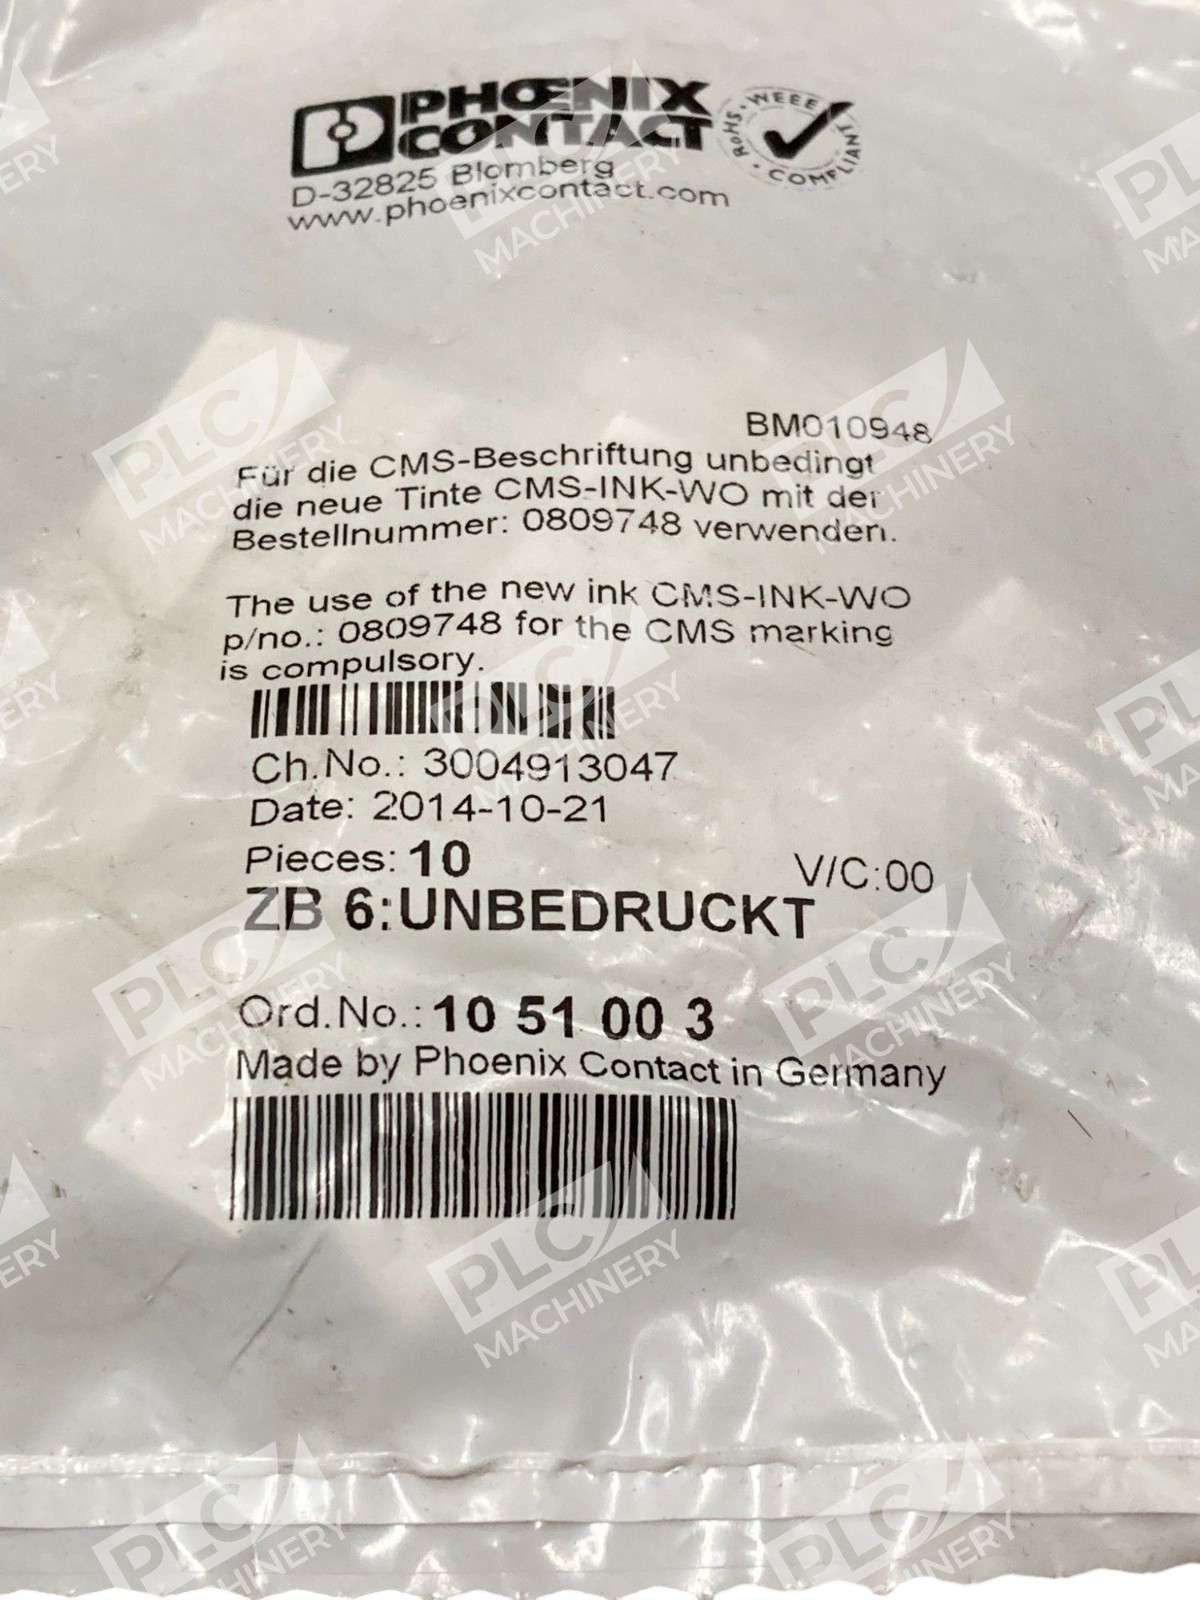 PHŒNIX
CONTACT
RoHS • WEEE • COMPLIANT
D-32825 Blomberg
www.phoenixcontact.com
BM010948
Für die CMS-Beschriftung unbedingt
die neue Tinte CMS-INK-WO mit der
Bestellnummer: 0809748 verwenden.
The use of the new ink CMS-INK-WO
p/no.: 0809748 for the CMS marking
is compulsory.
Ch.No.: 3004913047
Date: 2014-10-21
Pieces: 10 V/C:00
ZB 6:UNBEDRUCKT
Ord.No.: 10 51 00 3
Made by Phoenix Contact in Germany
PLC MACHINERY